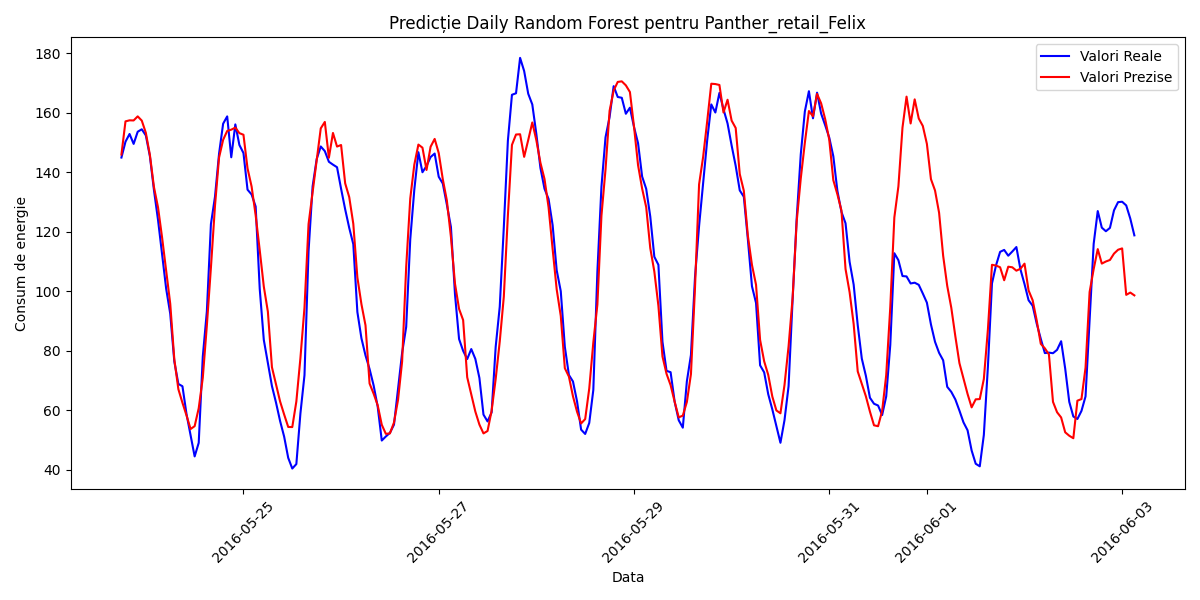 Predicție Daily Random Forest pentru Panther_retail_Felix
Valori Reale
Valori Prezise
Consum de energie
180
160
140
120
100
80
60
40
2016-05-25
2016-05-27
2016-05-29
2016-05-31
2016-06-01
2016-06-03
Data